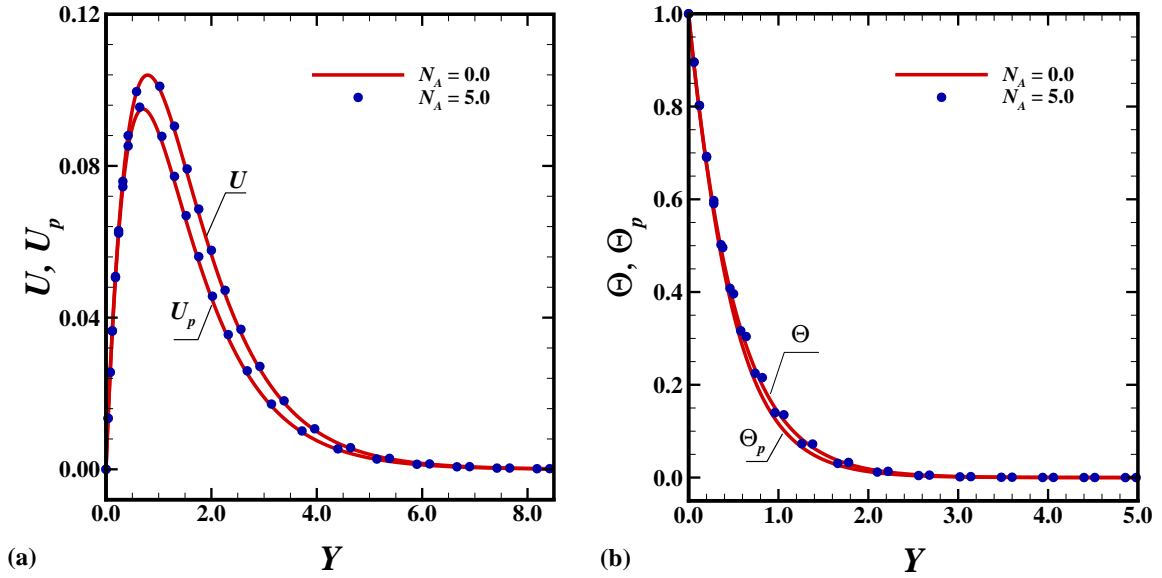 0.12
0.08
0.04
0.00
U, U_p
N_A = 0.0
N_A = 5.0
U
U_p
0.0 2.0 4.0 6.0 8.0
(a)
Y
1.0
0.8
0.6
0.4
0.2
0.0
Θ, Θ_p
N_A = 0.0
N_A = 5.0
Θ
Θ_p
0.0 1.0 2.0 3.0 4.0 5.0
(b)
Y